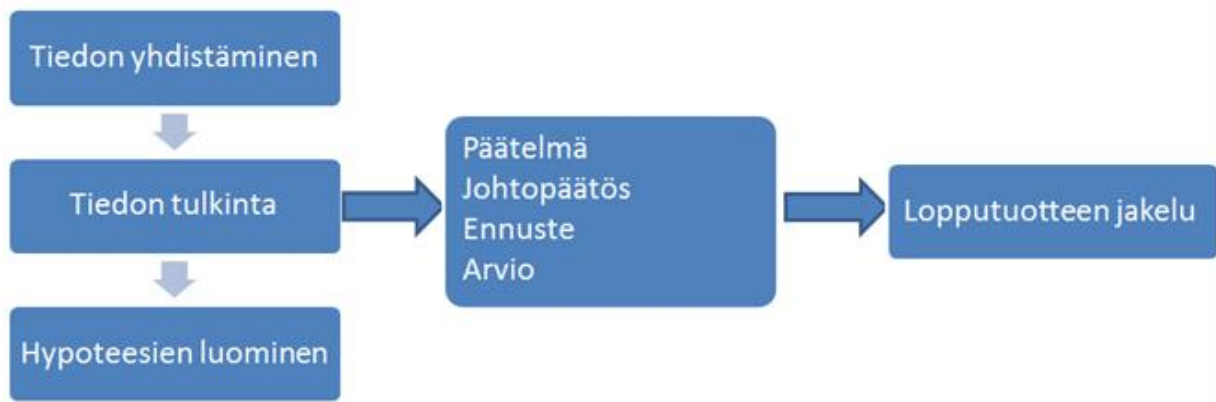 Tiedon yhdistäminen
Tiedon tulkinta
Hypoteesien luominen
Päätelmä
Johtopäätös
Ennuste
Arvio
Lopputuotteen jakelu